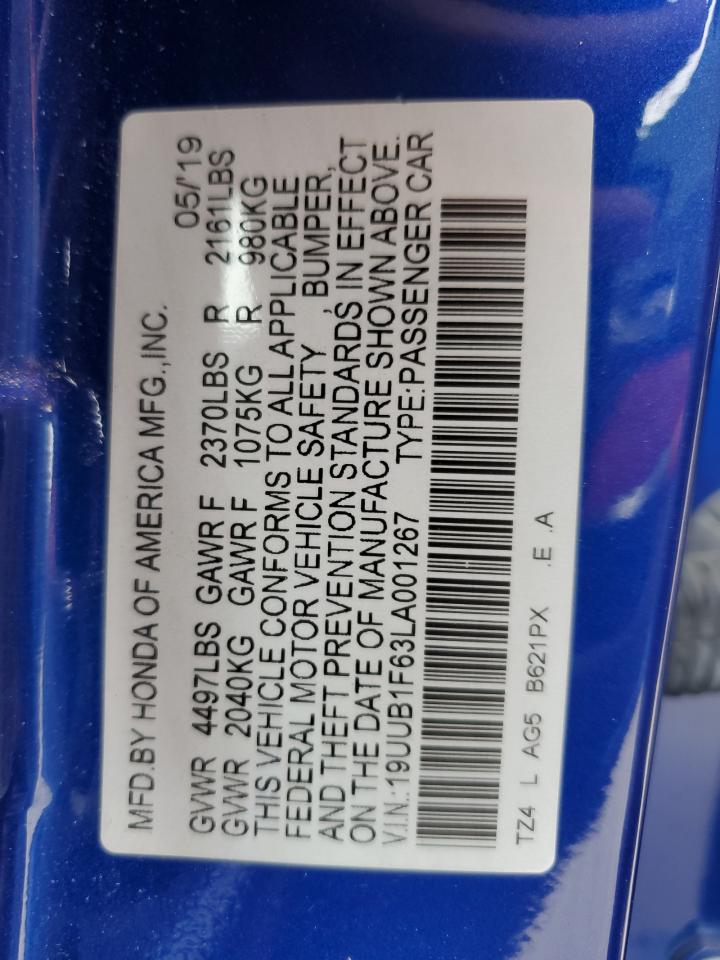 MFD.BY HONDA OF AMERICA MFG.,INC. 05/'19
GVWR 4497LBS GAWR F 2370LBS R 2161LBS
GVWR 2040KG GAWR F 1075KG R 980KG
THIS VEHICLE CONFORMS TO ALL APPLICABLE
FEDERAL MOTOR VEHICLE SAFETY , BUMPER,
AND THEFT PREVENTION STANDARDS IN EFFECT
ON THE DATE OF MANUFACTURE SHOWN ABOVE.
V.I.N.:19UUB1F63LA001267 TYPE:PASSENGER CAR
TZ4 L AG5 B621PX .E .A